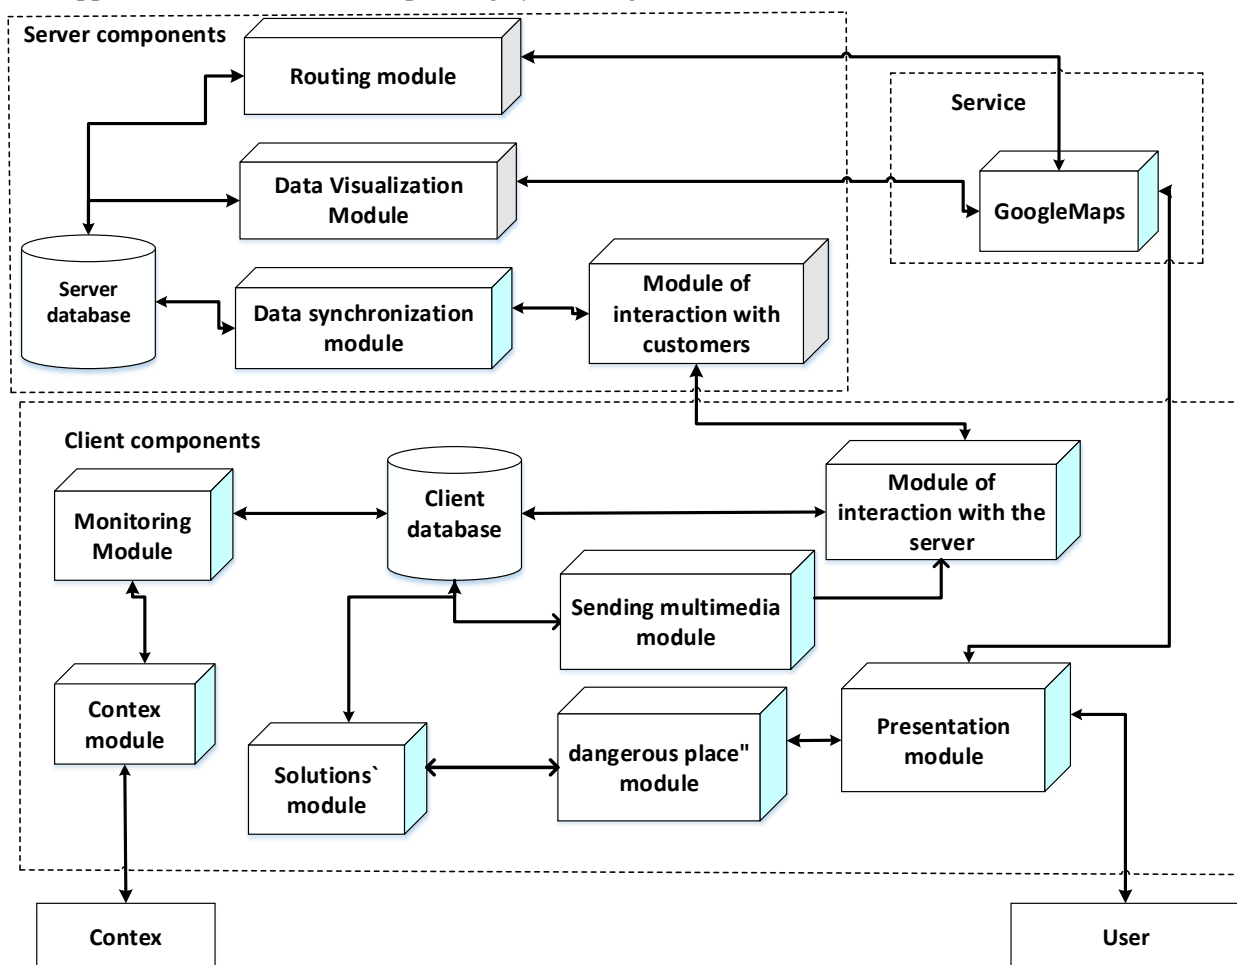 Server components
Routing module
Service
Data Visualization
Module
GoogleMaps
Server
database
Data synchronization
module
Module of
interaction with
customers
Client components
Monitoring
Module
Client
database
Module of
interaction with the
server
Sending multimedia
module
Contex
module
Solutions`
module
dangerous place"
module
Presentation
module
Contex
User